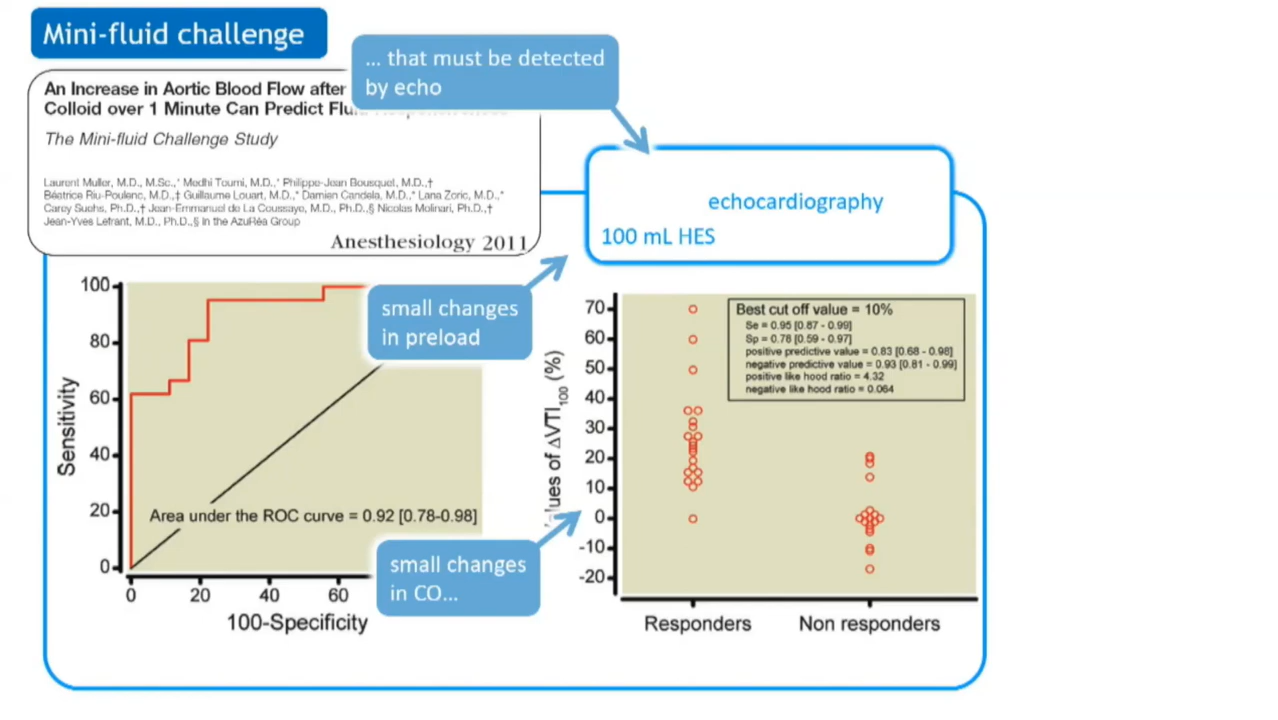 Mini-fluid challenge
... that must be detected
by echo
An Increase in Aortic Blood Flow after
Colloid over 1 Minute Can Predict
The Mini-fluid Challenge Study
Laurent Muller, M.D., M.Sc.,* Medhi Toumi, M.D.,* Philippe-Jean Bousquet, M.D.,†
Béatrice Riu-Poulenc, M.D.,† Guillaume Louart, M.D.,* Damien Candela, M.D.,* Lana Zoric, M.D.,*
Carey Suehs, Ph.D.,† Jean-Emmanuel de La Coussaye, M.D., Ph.D.,§ Nicolas Molinari, Ph.D.,†
Jean-Yves Lefrant, M.D., Ph.D.,§ in the AzuRéa Group
Anesthesiology 2011
echocardiography
100 mL HES
small changes
in preload
100
80
60
40
20
0
Sensitivity
Area under the ROC curve = 0.92 [0.78-0.98]
0 20 40 60
100-Specificity
small changes
in CO...
70
60
50
40
30
20
10
0
-10
-20
of ΔVTI100 (%)
Best cut off value = 10%
Se = 0.95 [0.87 - 0.99]
Sp = 0.78 [0.59 - 0.97]
positive predictive value = 0.83 [0.68 - 0.98]
negative predictive value = 0.93 [0.81 - 0.99]
positive like hood ratio = 4.32
negative like hood ratio = 0.064
Responders Non responders